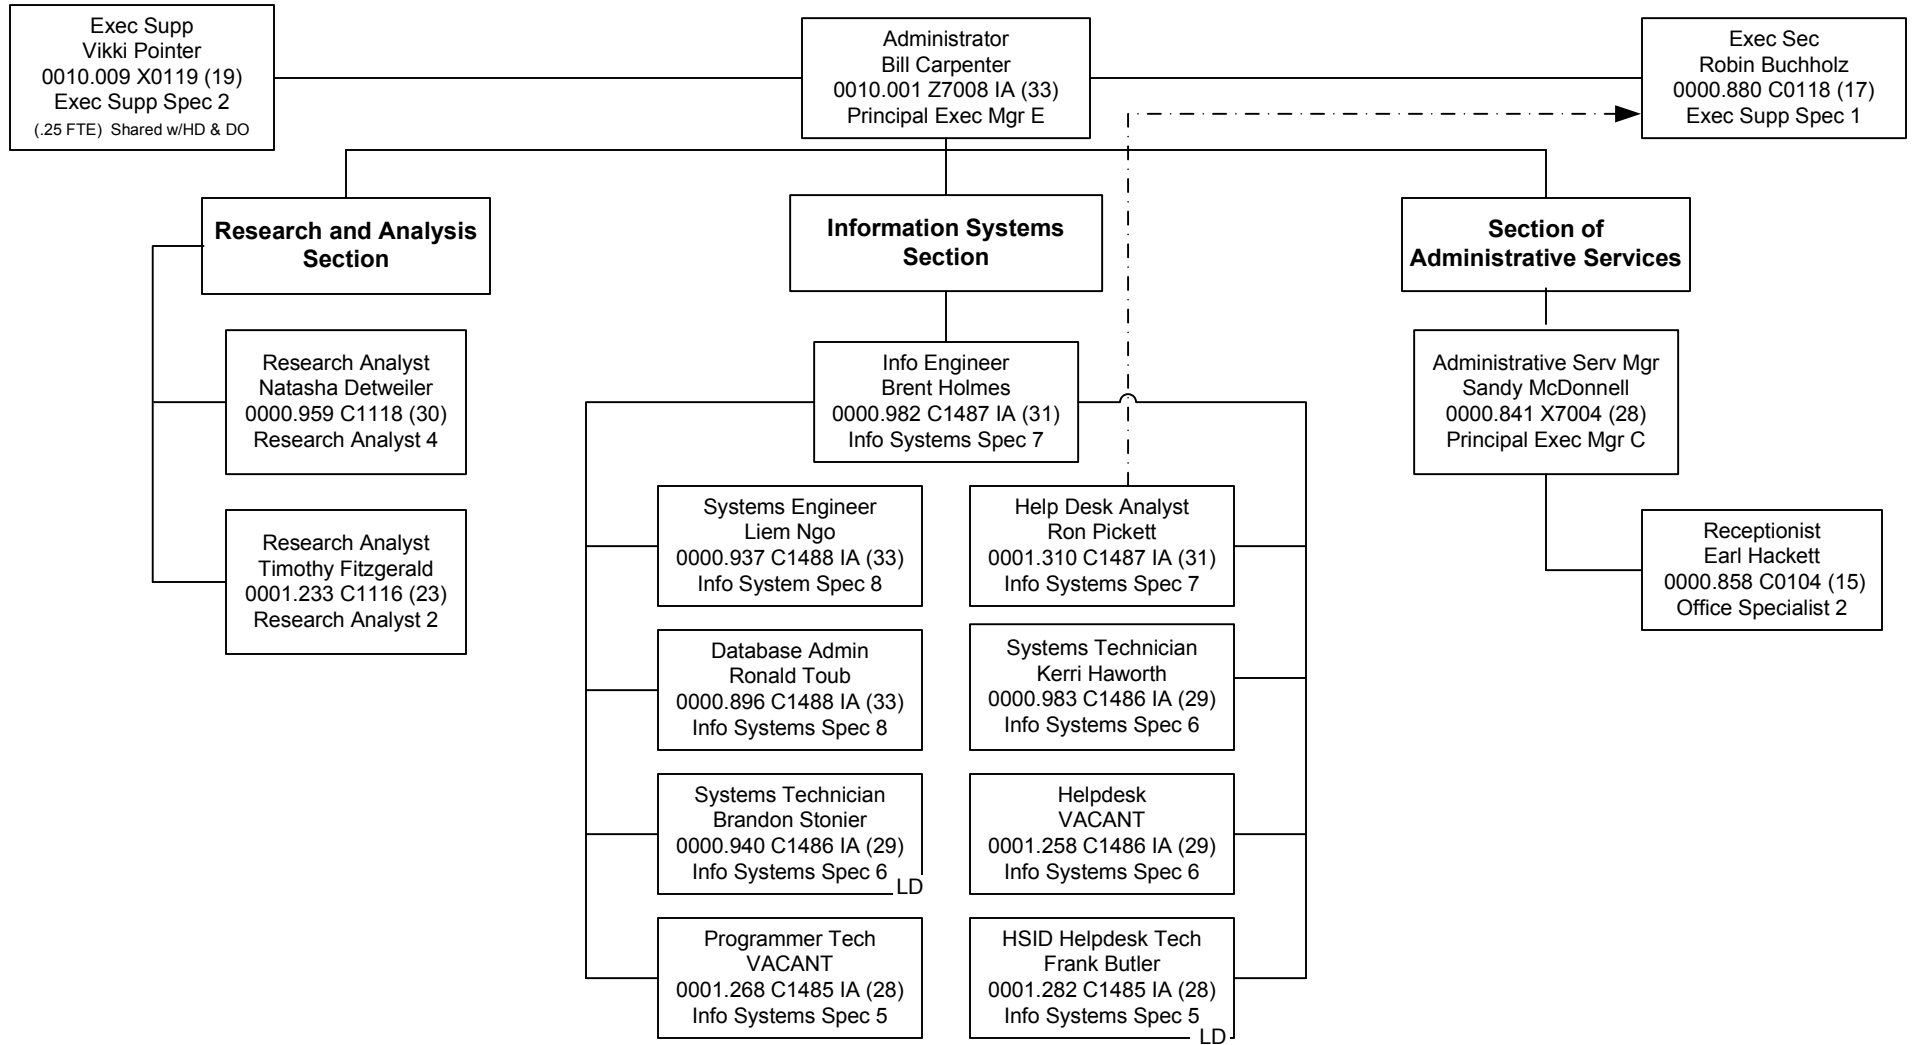 Exec Supp
Vikki Pointer
0010.009 X0119 (19)
Exec Supp Spec 2
(.25 FTE) Shared w/HD & DO
Administrator
Bill Carpenter
0010.001 Z7008 IA (33)
Principal Exec Mgr E
Exec Sec
Robin Buchholz
0000.880 C0118 (17)
Exec Supp Spec 1
Research and Analysis
Section
Information Systems
Section
Section of
Administrative Services
Research Analyst
Natasha Detweiler
0000.959 C1118 (30)
Research Analyst 4
Research Analyst
Timothy Fitzgerald
0001.233 C1116 (23)
Research Analyst 2
Info Engineer
Brent Holmes
0000.982 C1487 IA (31)
Info Systems Spec 7
Systems Engineer
Liem Ngo
0000.937 C1488 IA (33)
Info System Spec 8
Database Admin
Ronald Toub
0000.896 C1488 IA (33)
Info Systems Spec 8
Systems Technician
Brandon Stonier
0000.940 C1486 IA (29)
Info Systems Spec 6
LD
Programmer Tech
VACANT
0001.268 C1485 IA (28)
Info Systems Spec 5
Help Desk Analyst
Ron Pickett
0001.310 C1487 IA (31)
Info Systems Spec 7
Systems Technician
Kerri Haworth
0000.983 C1486 IA (29)
Info Systems Spec 6
Helpdesk
VACANT
0001.258 C1486 IA (29)
Info Systems Spec 6
HSID Helpdesk Tech
Frank Butler
0001.282 C1485 IA (28)
Info Systems Spec 5
LD
Administrative Serv Mgr
Sandy McDonnell
0000.841 X7004 (28)
Principal Exec Mgr C
Receptionist
Earl Hackett
0000.858 C0104 (15)
Office Specialist 2